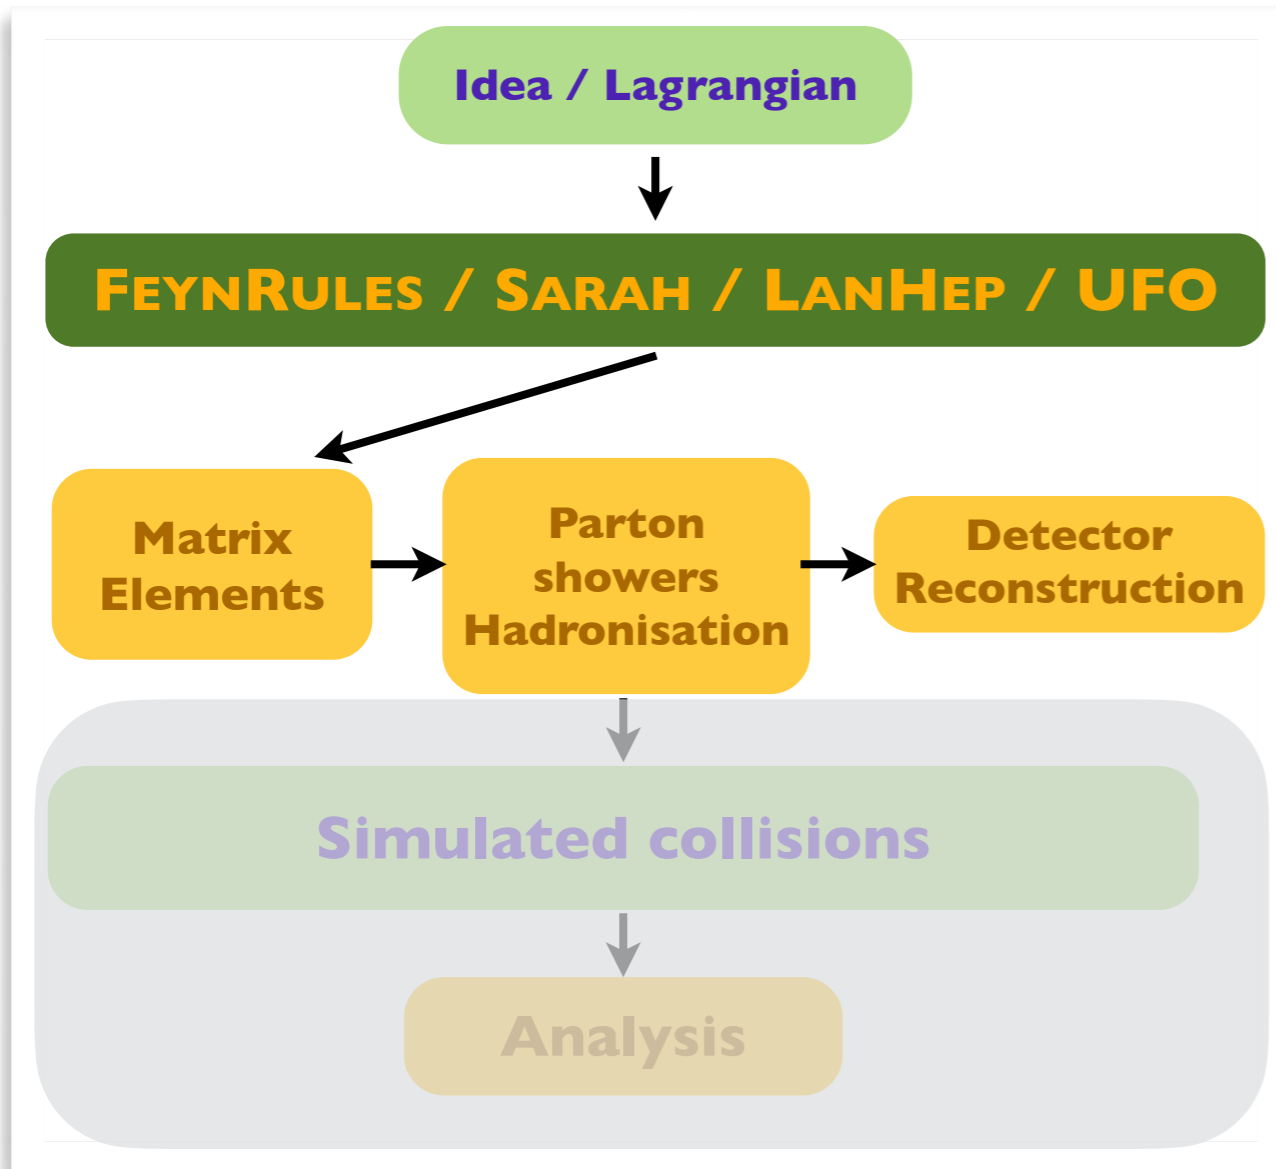 Idea / Lagrangian
FEYNRULES / SARAH / LANHEP / UFO
Matrix
Elements
Parton
showers
Hadronisation
Detector
Reconstruction
Simulated collisions
Analysis